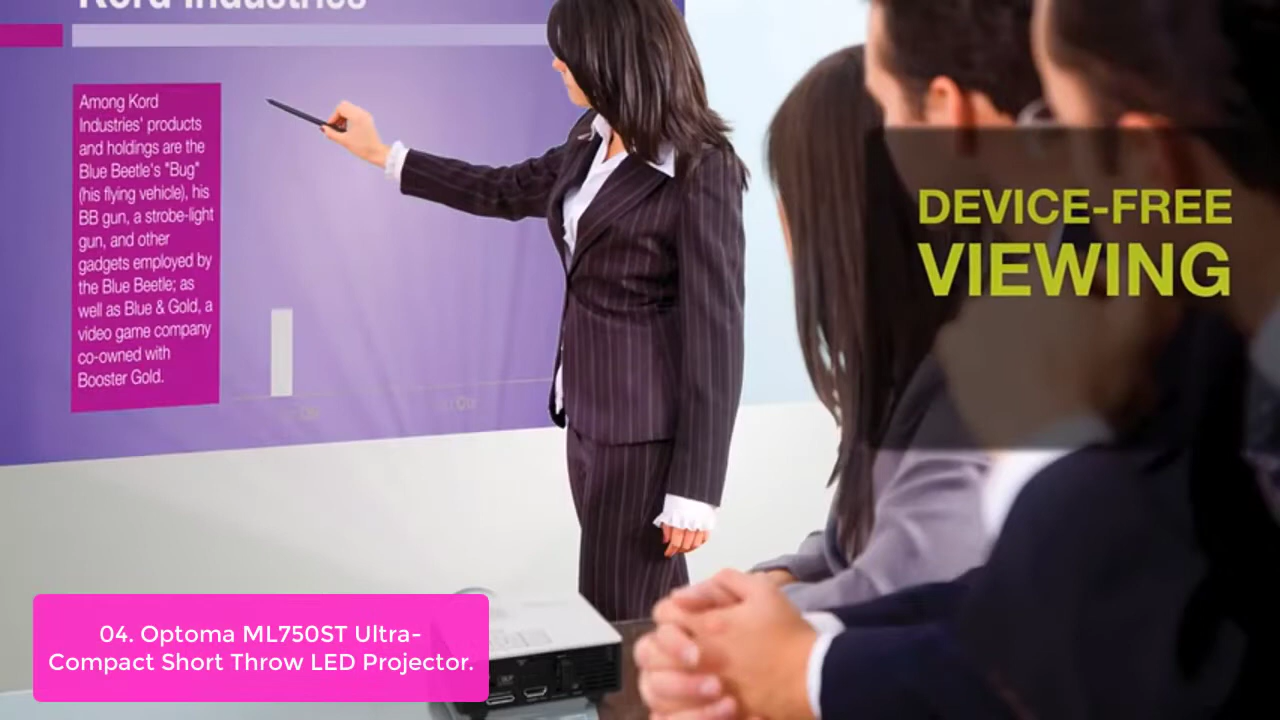 Kord Industries
Among Kord
Industries' products
and holdings are the
Blue Beetle's "Bug"
(his flying vehicle), his
BB gun, a strobe-light
gun, and other
gadgets employed by
the Blue Beetle; as
well as Blue & Gold, a
video game company
co-owned with
Booster Gold.
DEVICE-FREE
VIEWING
04. Optoma ML750ST Ultra-
Compact Short Throw LED Projector.